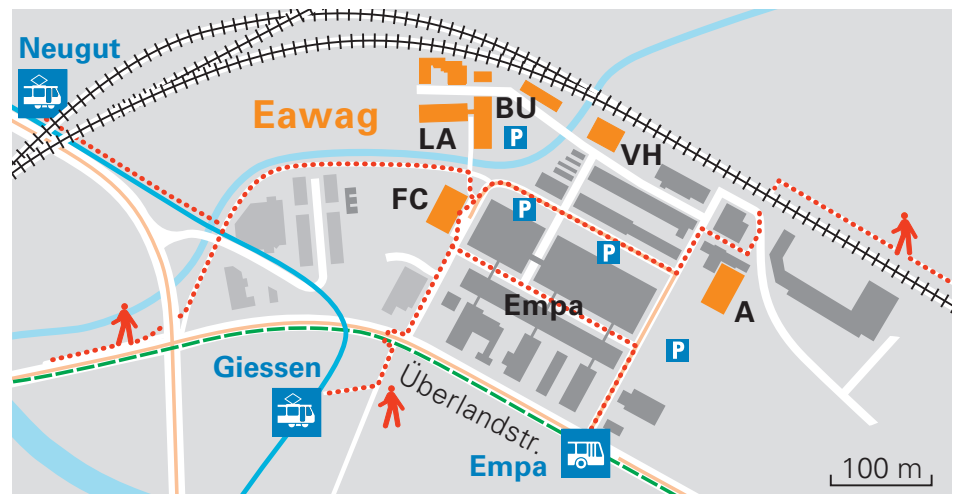 Neugut
Eawag
BU
LA
P
VH
FC
P
P
Empa
A
P
Giessen
Überlandstr.
Empa
100 m